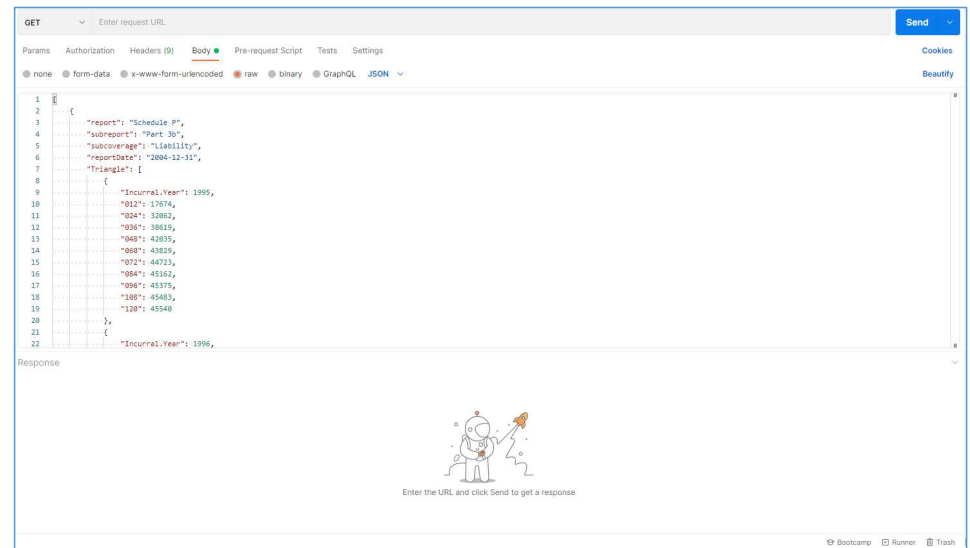 GET Enter request URL Send
Params Authorization Headers (9) Body Pre-request Script Tests Settings Cookies
none form-data x-www-form-urlencoded raw binary GraphQL JSON Beautify
1 [
2 {
3 "report": "Schedule P",
4 "subreport": "Part 3b",
5 "subcoverage": "Liability",
6 "reportDate": "2004-12-31",
7 "Triangle": [
8 {
9 "Incurral.Year": 1995,
10 "012": 17674,
11 "024": 32062,
12 "036": 38619,
13 "048": 42035,
14 "060": 43829,
15 "072": 44723,
16 "084": 45162,
17 "096": 45375,
18 "108": 45483,
19 "120": 45540
20 },
21 {
22 "Incurral.Year": 1996,
Response
Enter the URL and click Send to get a response
Bootcamp Runner Trash